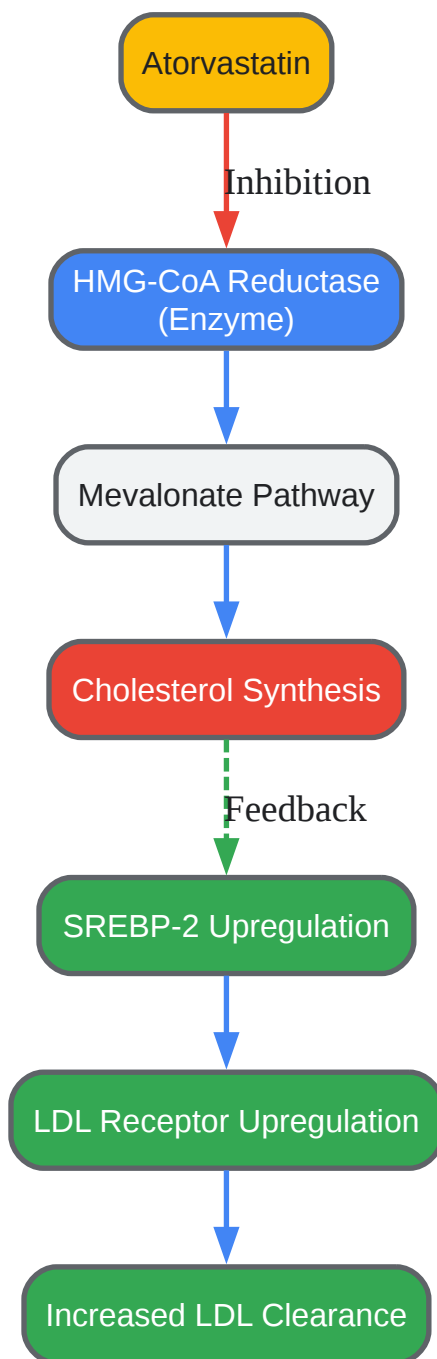 Atorvastatin
Inhibition
HMG-CoA Reductase
(Enzyme)
Mevalonate Pathway
Cholesterol Synthesis
Feedback
SREBP-2 Upregulation
LDL Receptor Upregulation
Increased LDL Clearance